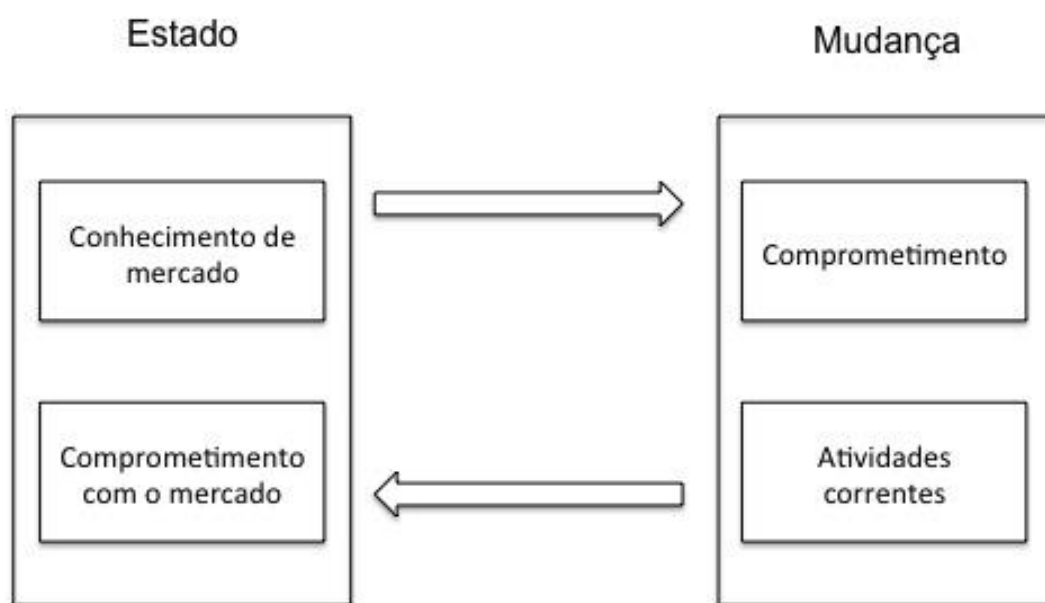 Estado
Mudança
Conhecimento de
mercado
Comprometimento
Comprometimento
com o mercado
Atividades
correntes